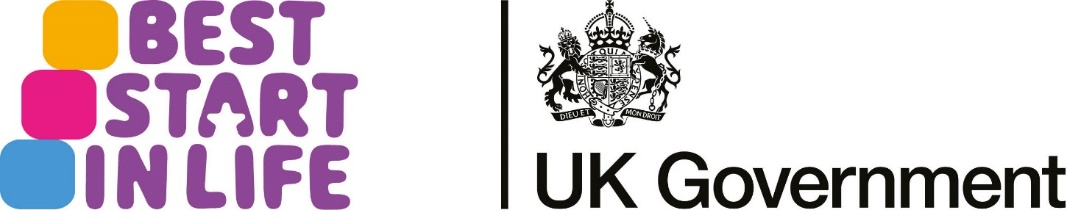 BEST
START
IN LIFE
DIEU ET MON DROIT
UK Government